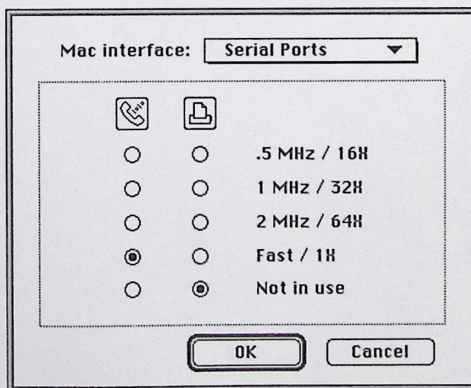 Mac interface: Serial Ports
.5 MHz / 16X
1 MHz / 32X
2 MHz / 64X
Fast / 1X
Not in use
OK Cancel